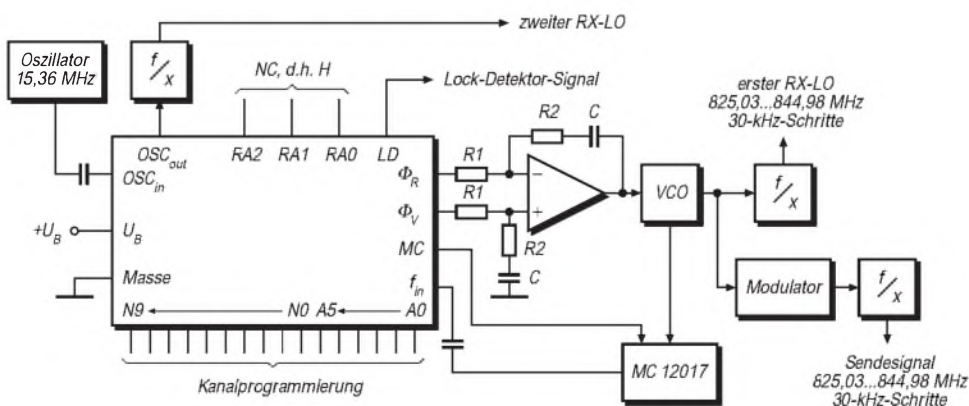 zweiter RX-LO
Oszillator
15,36 MHz
f/x
NC, d.h. H
Lock-Detektor-Signal
erster RX-LO
825,03...844,98 MHz
30-kHz-Schritte
R2
C
OSCout
RA2
RA1
RA0
LD
R1
OSCin
ΦR
−
R1
VCO
f/x
ΦV
+
+UB
UB
R2
MC
C
Modulator
f/x
Masse
fin
N9
N0
A5
A0
MC 12017
Kanalprogrammierung
Sendesignal
825,03...844,98 MHz
30-kHz-Schritte